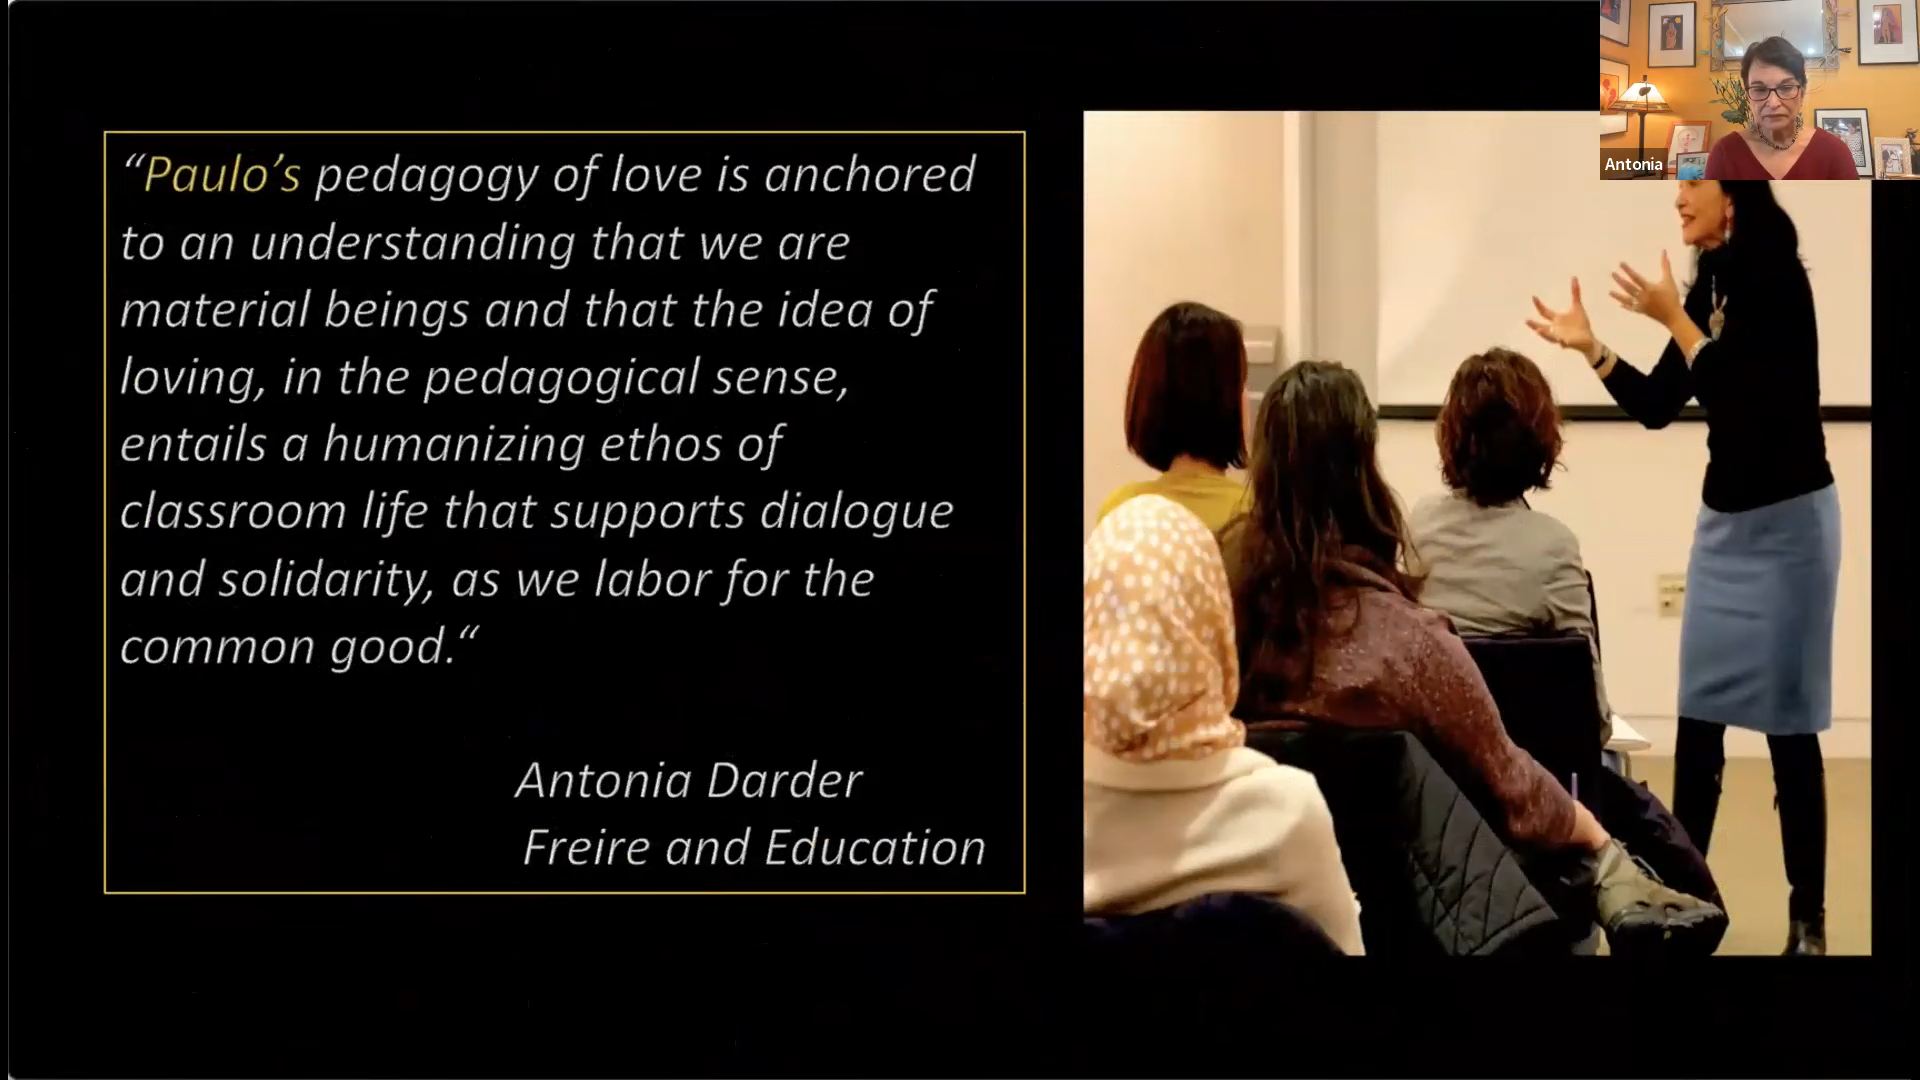 “Paulo’s pedagogy of love is anchored
to an understanding that we are
material beings and that the idea of
loving, in the pedagogical sense,
entails a humanizing ethos of
classroom life that supports dialogue
and solidarity, as we labor for the
common good.“
Antonia Darder
Freire and Education
Antonia